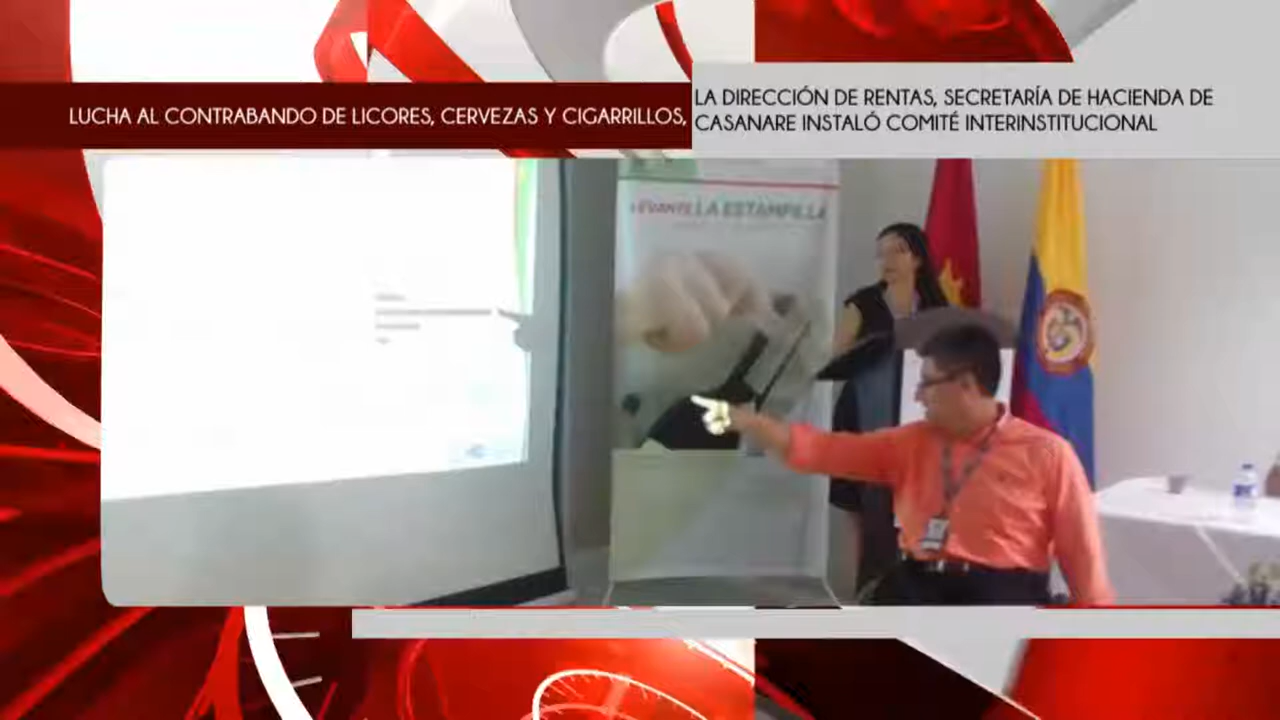 LUCHA AL CONTRABANDO DE LICORES, CERVEZAS Y CIGARRILLOS,
LA DIRECCIÓN DE RENTAS, SECRETARÍA DE HACIENDA DE
CASANARE INSTALÓ COMITÉ INTERINSTITUCIONAL
LEVANTE LA ESTAMPILLA